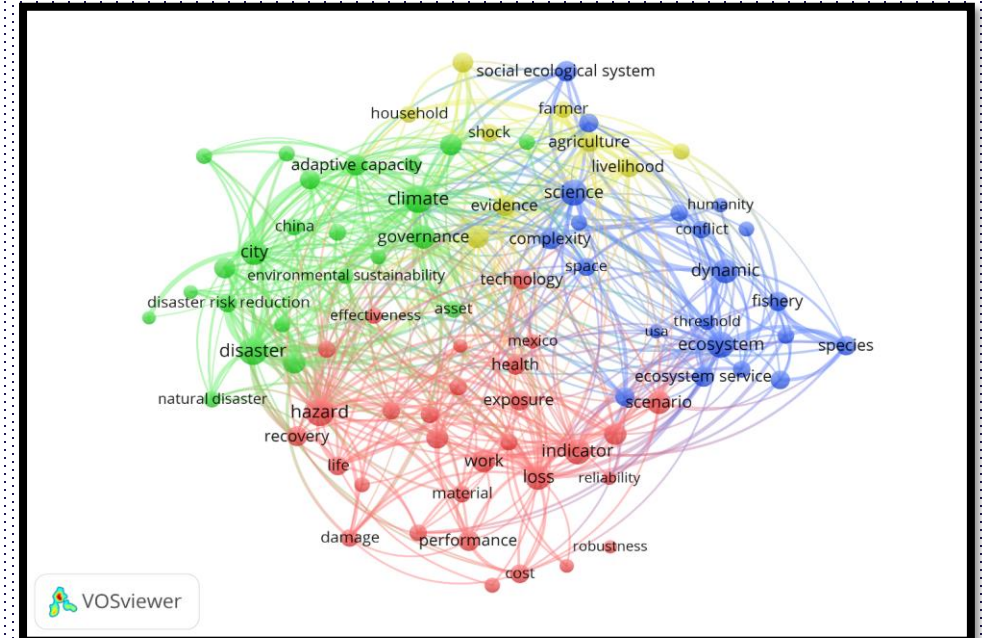 social ecological system
household
farmer
shock
agriculture
adaptive capacity
livelihood
climate
science
evidence
humanity
china
conflict
governance
complexity
city
space
dynamic
environmental sustainability
technology
disaster risk reduction
fishery
asset
effectiveness
threshold
usa
mexico
ecosystem
species
disaster
health
ecosystem service
natural disaster
exposure
scenario
hazard
recovery
indicator
life
work
loss
reliability
material
damage
performance
robustness
cost
VOSviewer